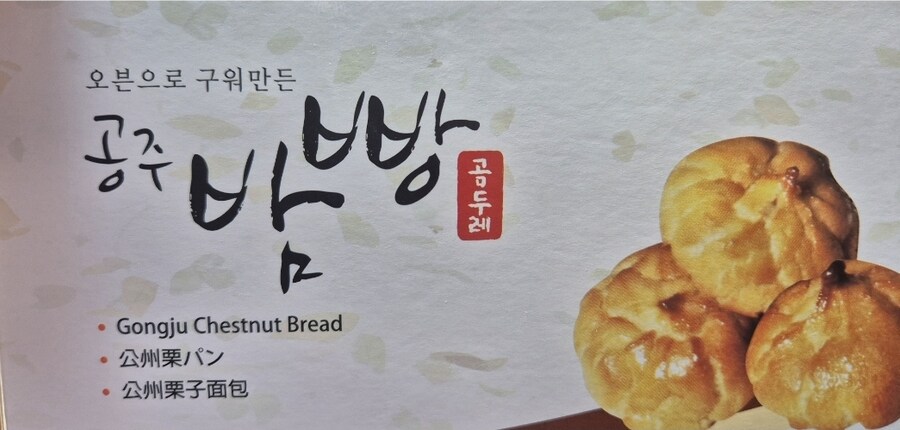 오븐으로 구워만든
공주 밤빵
곰두레
• Gongju Chestnut Bread
• 公州栗パン
• 公州栗子面包